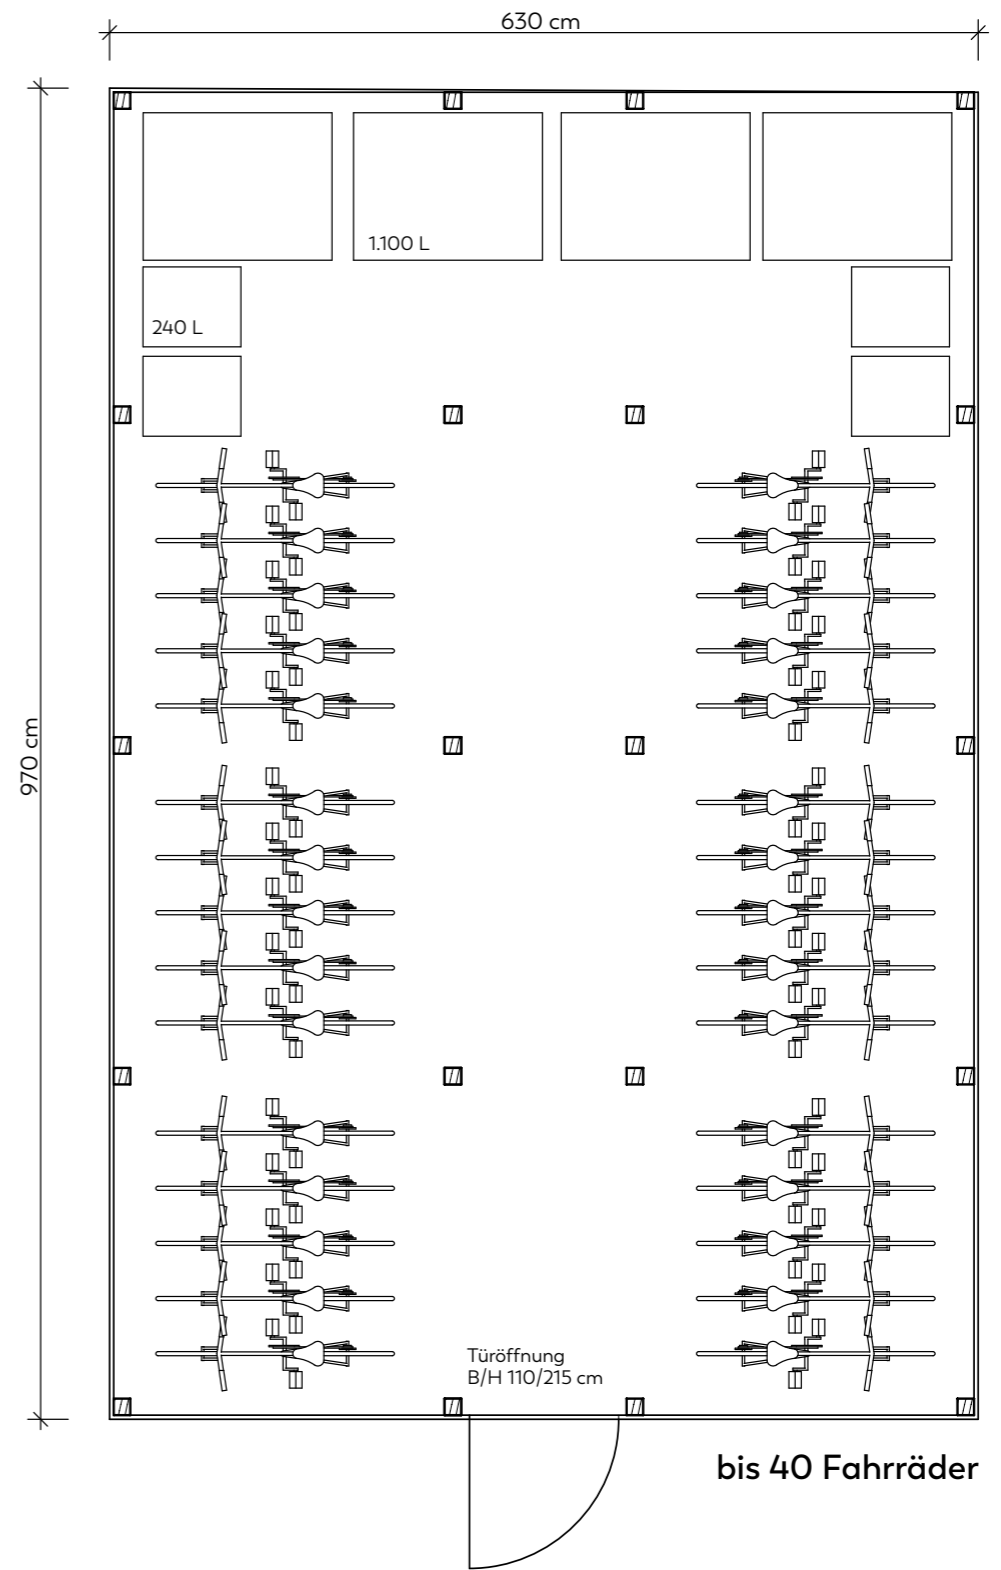 630 cm
1.100 L
240 L
970 cm
Türöffnung
B/H 110/215 cm
bis 40 Fahrräder